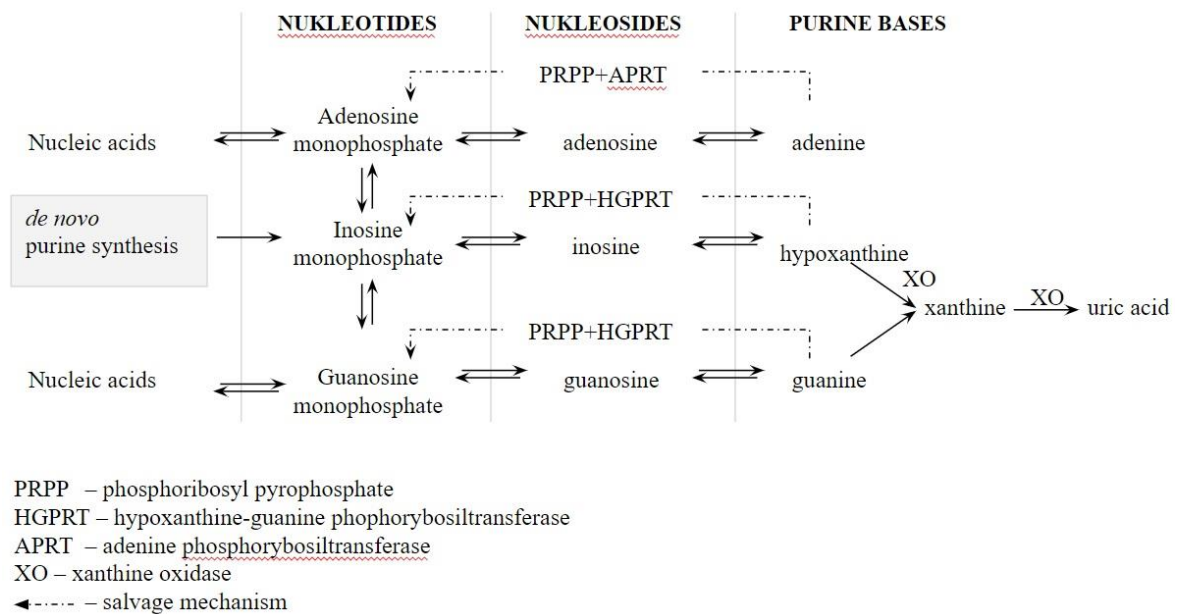 NUKLEOTIDES NUKLEOSIDES PURINE BASES
PRPP+APRT
Adenosine
monophosphate
Nucleic acids
adenosine
adenine
PRPP+HGPRT
de novo
purine synthesis
Inosine
monophosphate
inosine
hypoxanthine
XO
xanthine
XO
uric acid
PRPP+HGPRT
Nucleic acids
Guanosine
monophosphate
guanosine
guanine
PRPP – phosphoribosyl pyrophosphate
HGPRT – hypoxanthine-guanine phophorybosiltransferase
APRT – adenine phosphorybosiltransferase
XO – xanthine oxidase
– salvage mechanism